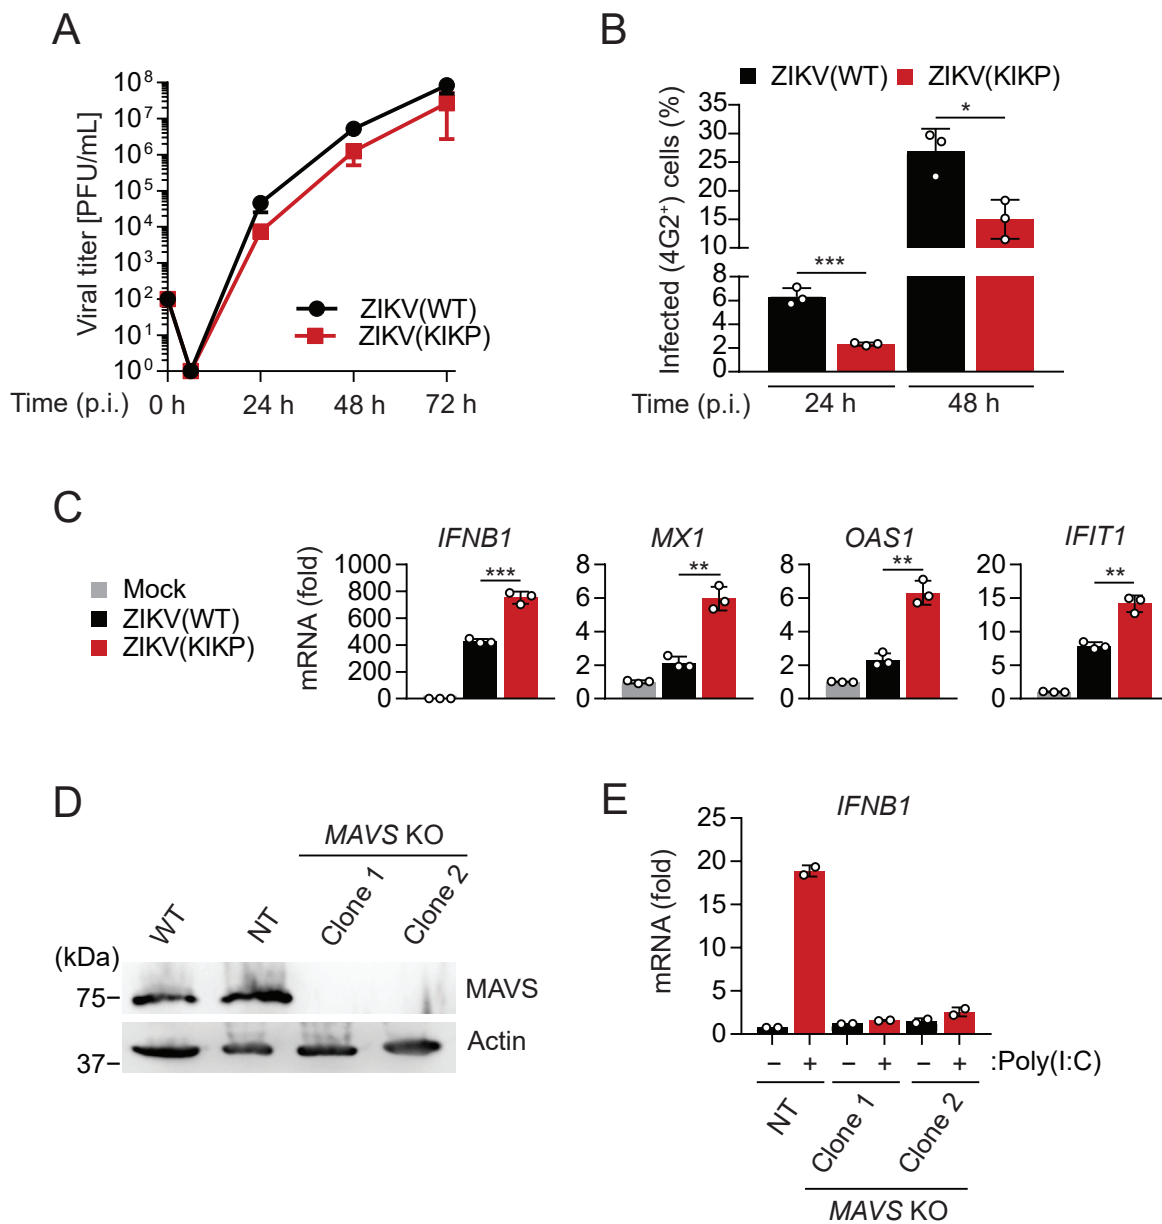 A
Viral titer [PFU/mL]
10⁸
10⁷
10⁶
10⁵
10⁴
10³
10²
10¹
10⁰
ZIKV(WT)
ZIKV(KIKP)
Time (p.i.) 0 h 24 h 48 h 72 h
B
ZIKV(WT) ZIKV(KIKP)
Infected (4G2⁺) cells (%)
35
30
25
20
15
10
8
6
4
2
0
***
*
Time (p.i.) 24 h 48 h
C
Mock
ZIKV(WT)
ZIKV(KIKP)
mRNA (fold)
IFNB1
1000
800
600
400
200
0
***
MX1
8
6
4
2
0
**
OAS1
8
6
4
2
0
**
IFIT1
20
15
10
5
0
**
D
MAVS KO
WT NT Clone 1 Clone 2
(kDa)
75 MAVS
37 Actin
E
IFNB1
mRNA (fold)
25
20
15
10
5
0
− + − + − + :Poly(I:C)
NT Clone 1 Clone 2
MAVS KO